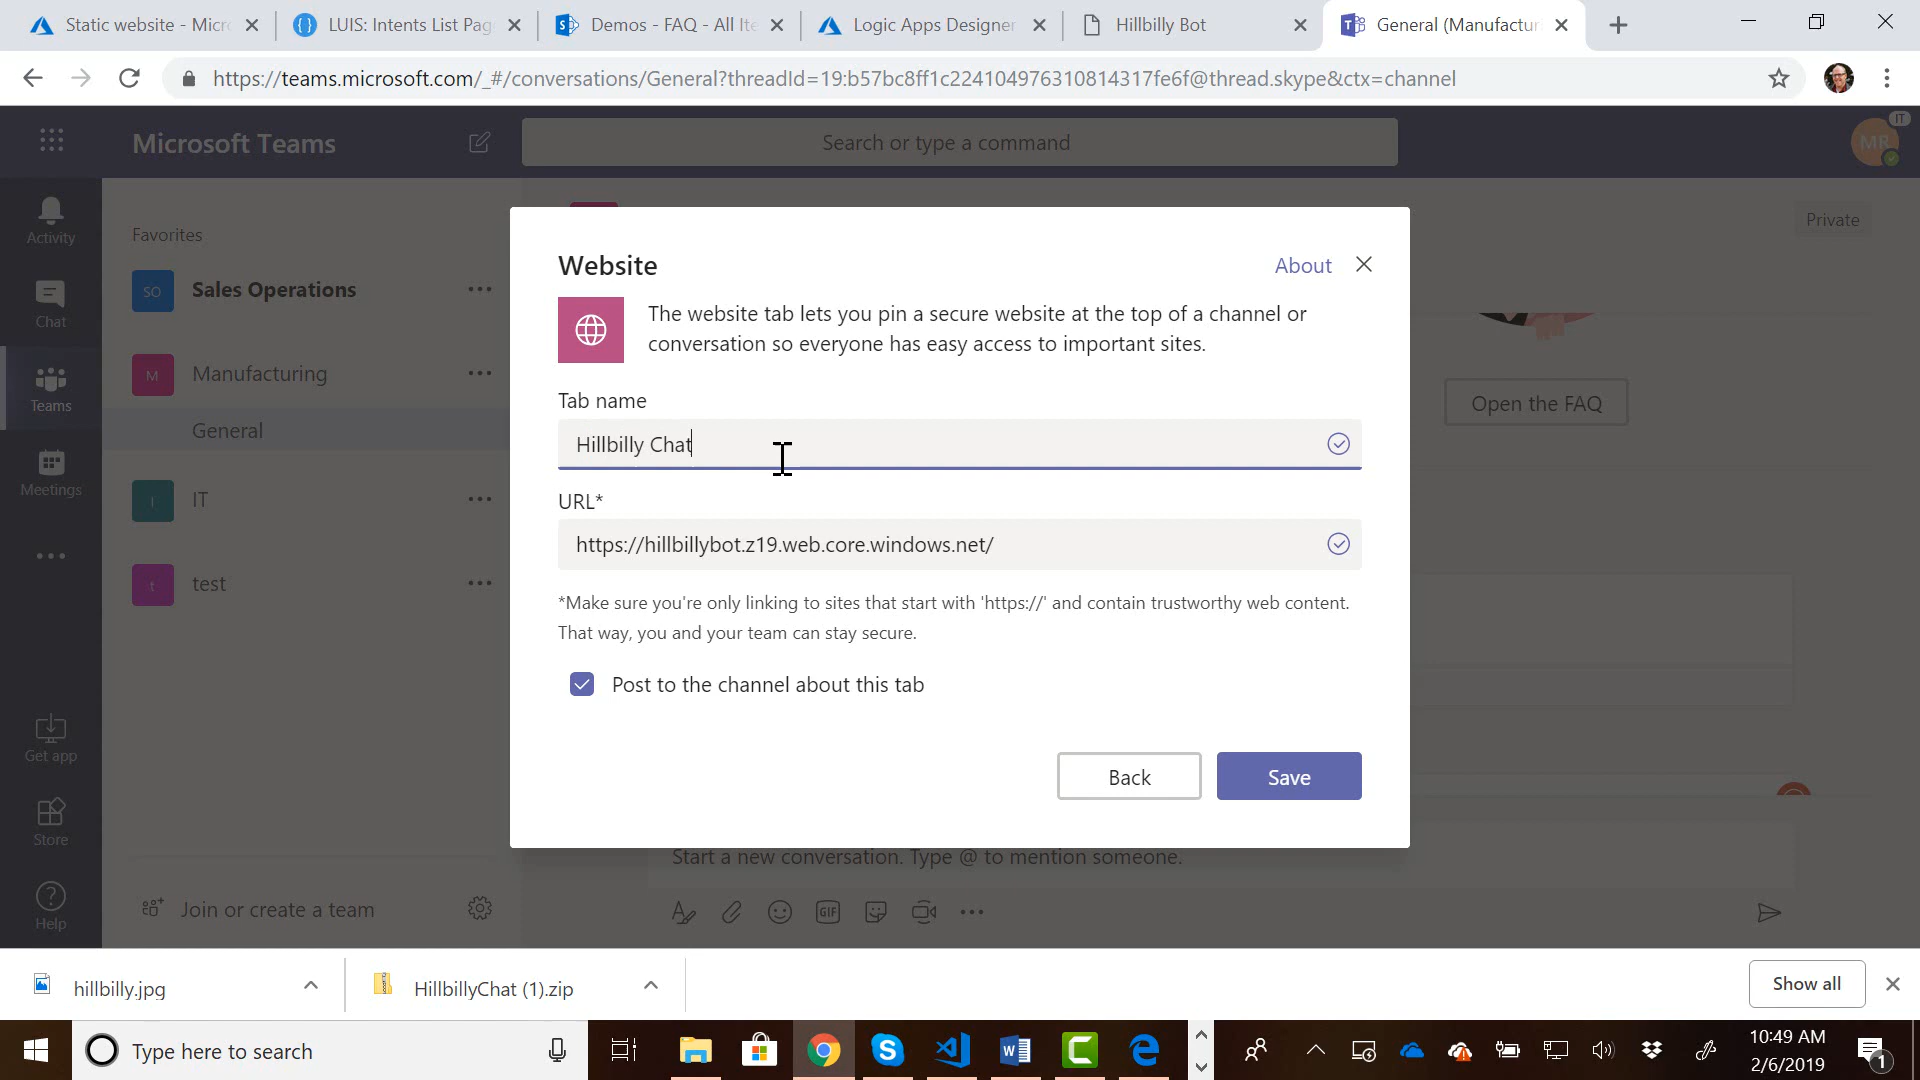 Static website - Micr
LUIS: Intents List Pag
Demos - FAQ - All Ite
Logic Apps Designer
Hillbilly Bot
General (Manufactur
https://teams.microsoft.com/_#/conversations/General?threadId=19:b57bc8ff1c224104976310814317fe6f@thread.skype&ctx=channel
Microsoft Teams
Search or type a command
IT
MR
Activity
Chat
Teams
Meetings
Get app
Store
Help
Favorites
SO
Sales Operations
M
Manufacturing
General
I
IT
t
test
Join or create a team
Private
Open the FAQ
Website
About
The website tab lets you pin a secure website at the top of a channel or
conversation so everyone has easy access to important sites.
Tab name
Hillbilly Chat
URL*
https://hillbillybot.z19.web.core.windows.net/
*Make sure you're only linking to sites that start with 'https://' and contain trustworthy web content.
That way, you and your team can stay secure.
Post to the channel about this tab
Back
Save
Start a new conversation. Type @ to mention someone.
GIF
hillbilly.jpg
HillbillyChat (1).zip
Show all
Type here to search
10:49 AM
2/6/2019
1